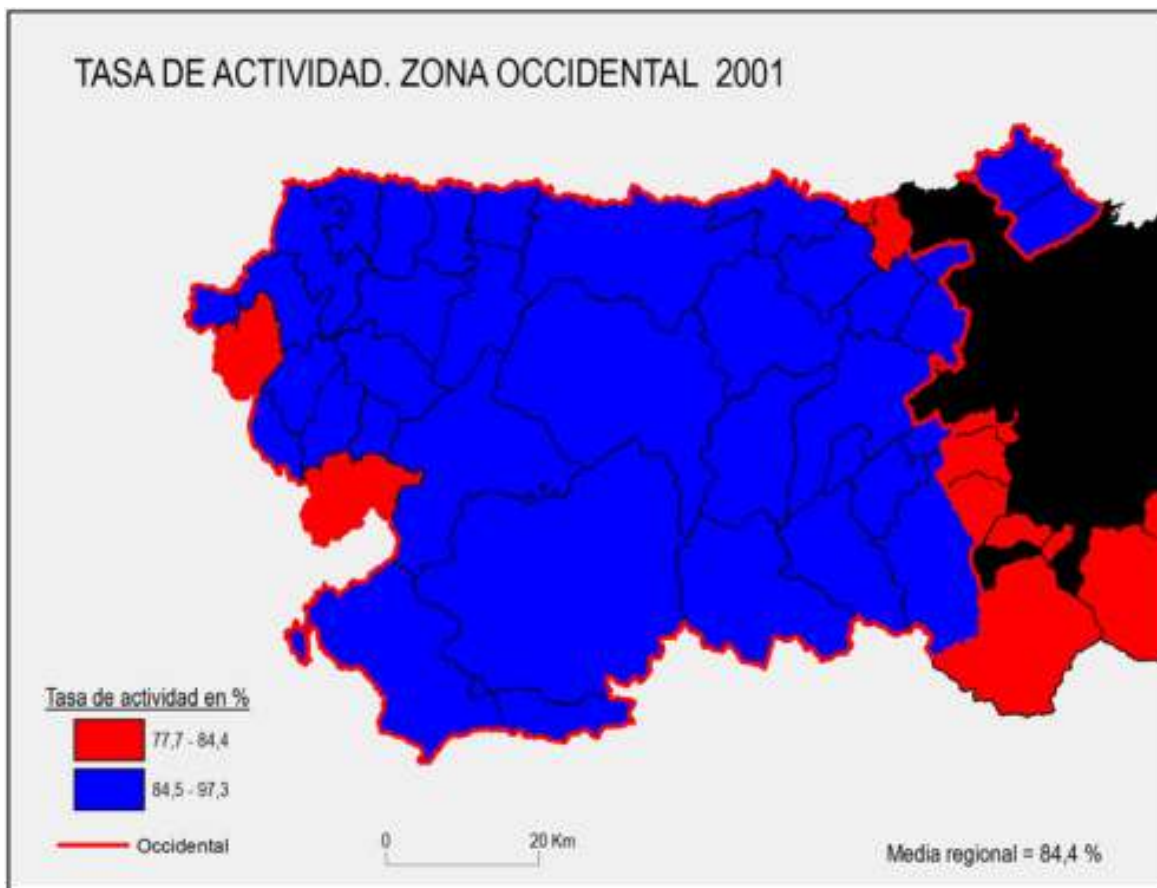 TASA DE ACTIVIDAD. ZONA OCCIDENTAL 2001
Tasa de actividad en %
77,7 - 84,4
84,5 - 97,3
Occidental
0 20 Km
Media regional = 84,4 %